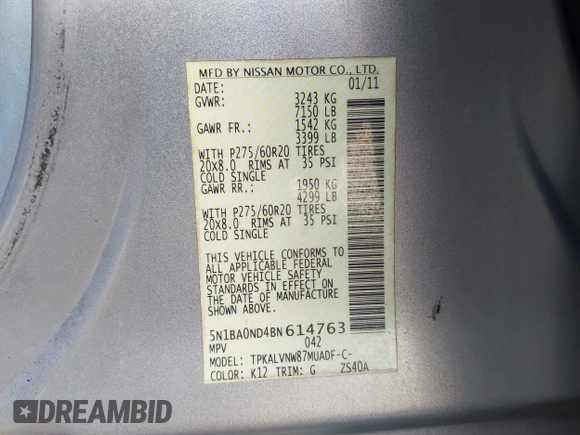 MFD BY NISSAN MOTOR CO., LTD.
DATE: 01/11
GVWR: 3243 KG
7150 LB
GAWR FR.: 1542 KG
3399 LB
WITH P275/60R20 TIRES
20X8.0 RIMS AT 35 PSI
COLD SINGLE
GAWR RR.: 1950 KG
4299 LB
WITH P275/60R20 TIRES
20X8.0 RIMS AT 35 PSI
COLD SINGLE
THIS VEHICLE CONFORMS TO
ALL APPLICABLE FEDERAL
MOTOR VEHICLE SAFETY
STANDARDS IN EFFECT ON
THE DATE OF MANUFACTURE
SHOWN ABOVE.
5N1BA0ND4BN614763
MPV 042
MODEL: TPKALVNW87MUADF-C-
COLOR: K12 TRIM: G ZS40A
DREAMBID
DREAMBID.COM